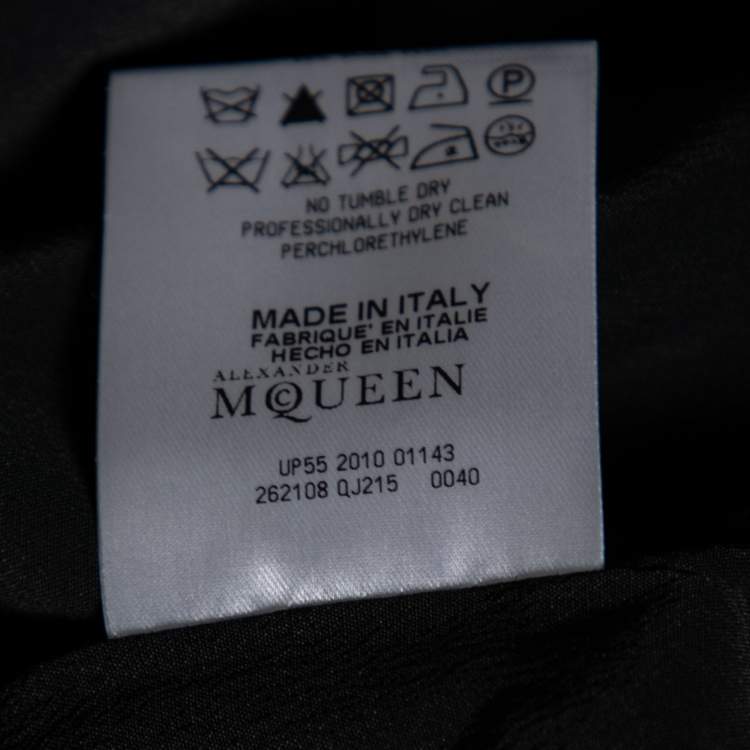 P
NO TUMBLE DRY
PROFESSIONALLY DRY CLEAN
PERCHLORETHYLENE
MADE IN ITALY
FABRIQUE' EN ITALIE
HECHO EN ITALIA
ALEXANDER
MCQUEEN
UP55 2010 01143
262108 QJ215 0040